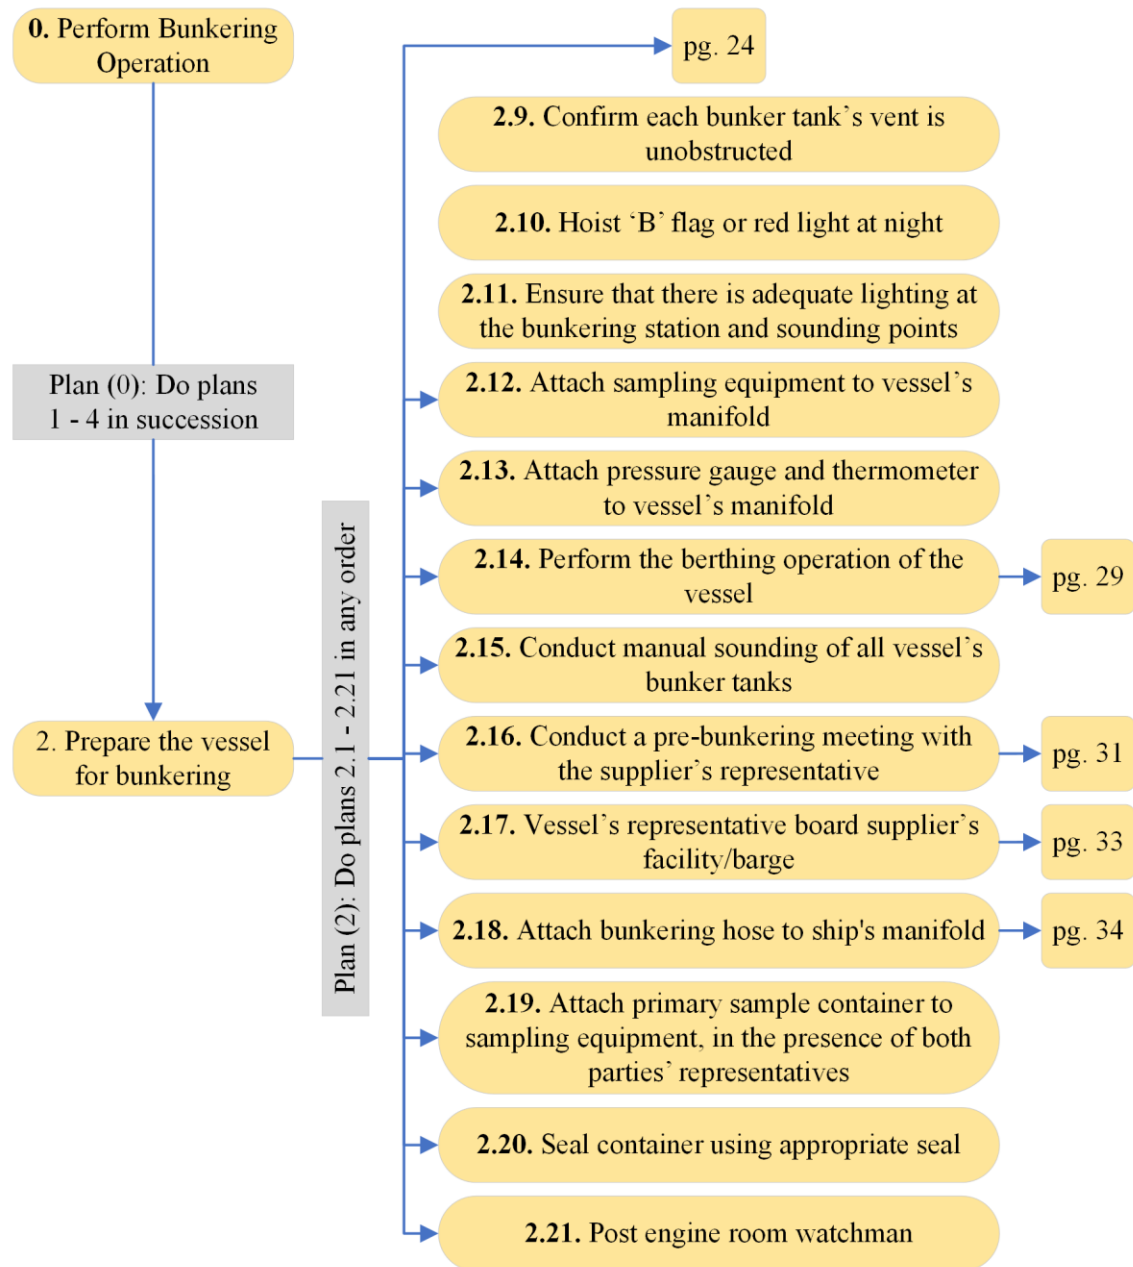 0. Perform Bunkering
Operation
pg. 24
2.9. Confirm each bunker tank’s vent is
unobstructed
2.10. Hoist ‘B’ flag or red light at night
2.11. Ensure that there is adequate lighting at
the bunkering station and sounding points
Plan (0): Do plans
1 - 4 in succession
2.12. Attach sampling equipment to vessel’s
manifold
2.13. Attach pressure gauge and thermometer
to vessel’s manifold
Plan (2): Do plans 2.1 - 2.21 in any order
2.14. Perform the berthing operation of the
vessel
pg. 29
2.15. Conduct manual sounding of all vessel’s
bunker tanks
2. Prepare the vessel
for bunkering
2.16. Conduct a pre-bunkering meeting with
the supplier’s representative
pg. 31
2.17. Vessel’s representative board supplier’s
facility/barge
pg. 33
2.18. Attach bunkering hose to ship's manifold
pg. 34
2.19. Attach primary sample container to
sampling equipment, in the presence of both
parties’ representatives
2.20. Seal container using appropriate seal
2.21. Post engine room watchman